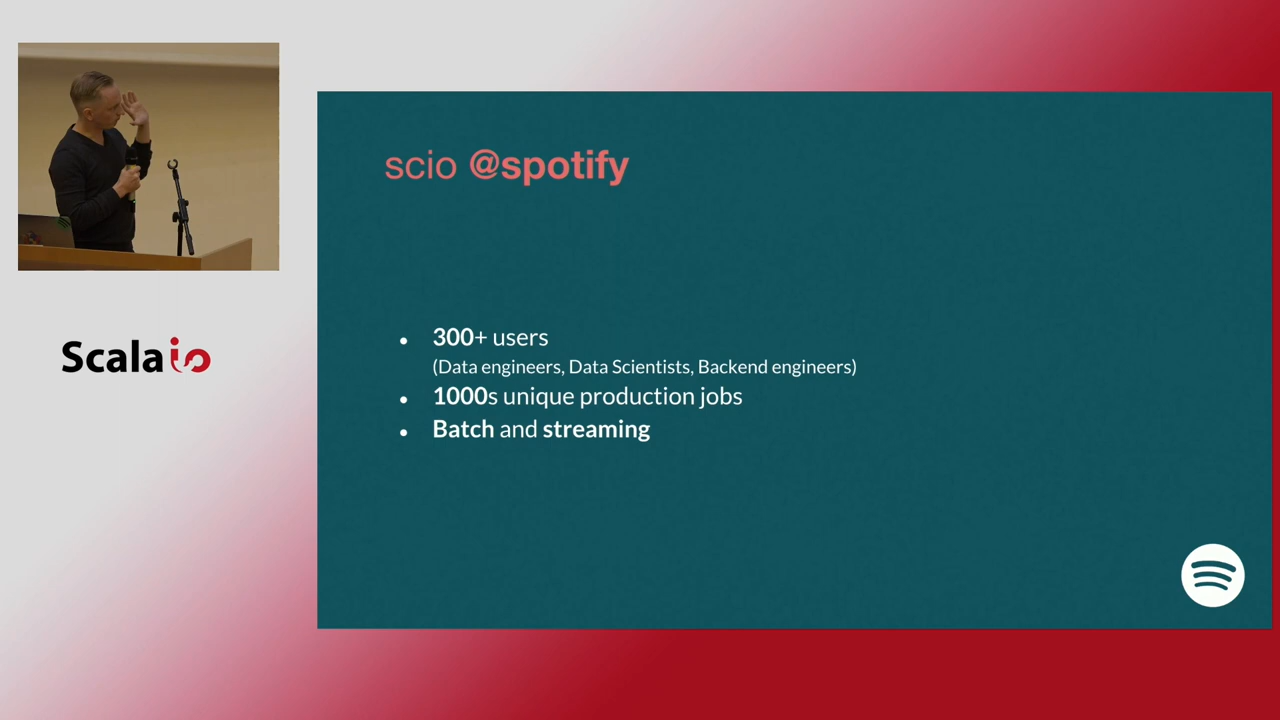 scio @spotify
Scala io
300+ users
(Data engineers, Data Scientists, Backend engineers)
1000s unique production jobs
Batch and streaming